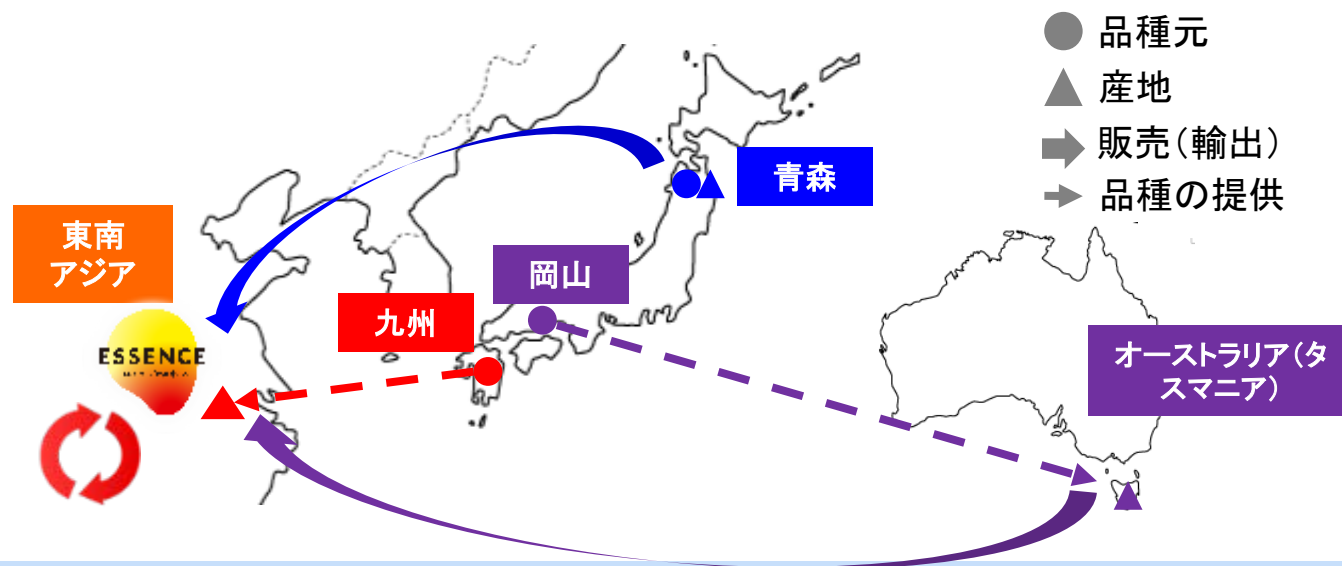 品種元
産地
販売(輸出)
品種の提供
青森
東南
アジア
岡山
九州
ESSENCE
オーストラリア(タ
スマニア)